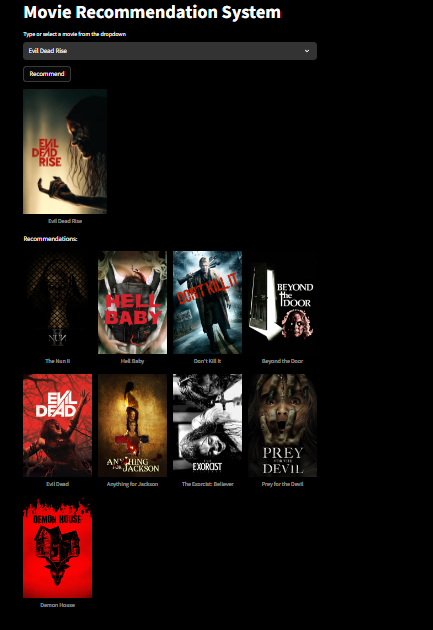 Movie Recommendation System
Type or select a movie from the dropdown
Evil Dead Rise
Recommend
EVIL
DEAD
RISE
Evil Dead Rise
Recommendations:
NUN
HELL
BABY
DON'T KILL IT
BEYOND
the
DOOR
The Nun II
Hell Baby
Don't Kill It
Beyond the Door
EVIL
DEAD
ANYTHING
FOR JACKSON
EXORCIST
PREY
FOR THE
DEVIL
Evil Dead
Anything for Jackson
The Exorcist: Believer
Prey for the Devil
DEMON HOUSE
Demon House